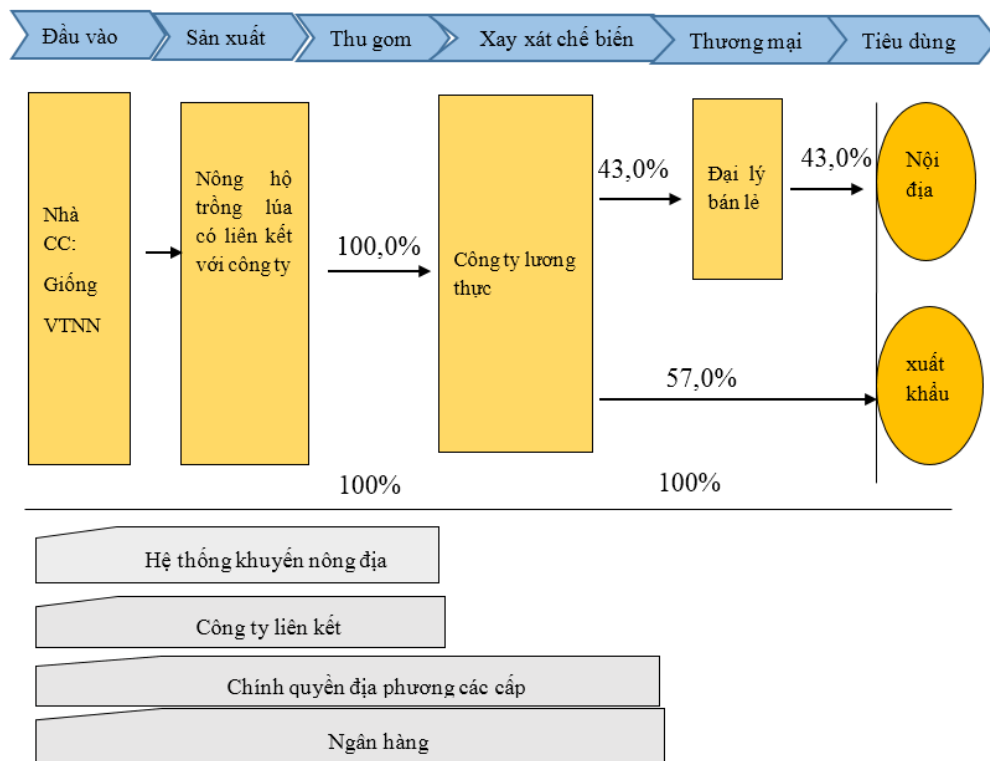 Đầu vào
Sản xuất
Thu gom
Xay xát chế biến
Thương mại
Tiêu dùng
Nhà
CC:
Giống
VTNN
Nông hộ
trồng lúa
có liên kết
với công ty
100,0%
Công ty lương
thực
43,0%
Đại lý
bán lẻ
43,0%
Nội
địa
57,0%
xuất
khẩu
100%
100%
Hệ thống khuyến nông địa
Công ty liên kết
Chính quyền địa phương các cấp
Ngân hàng